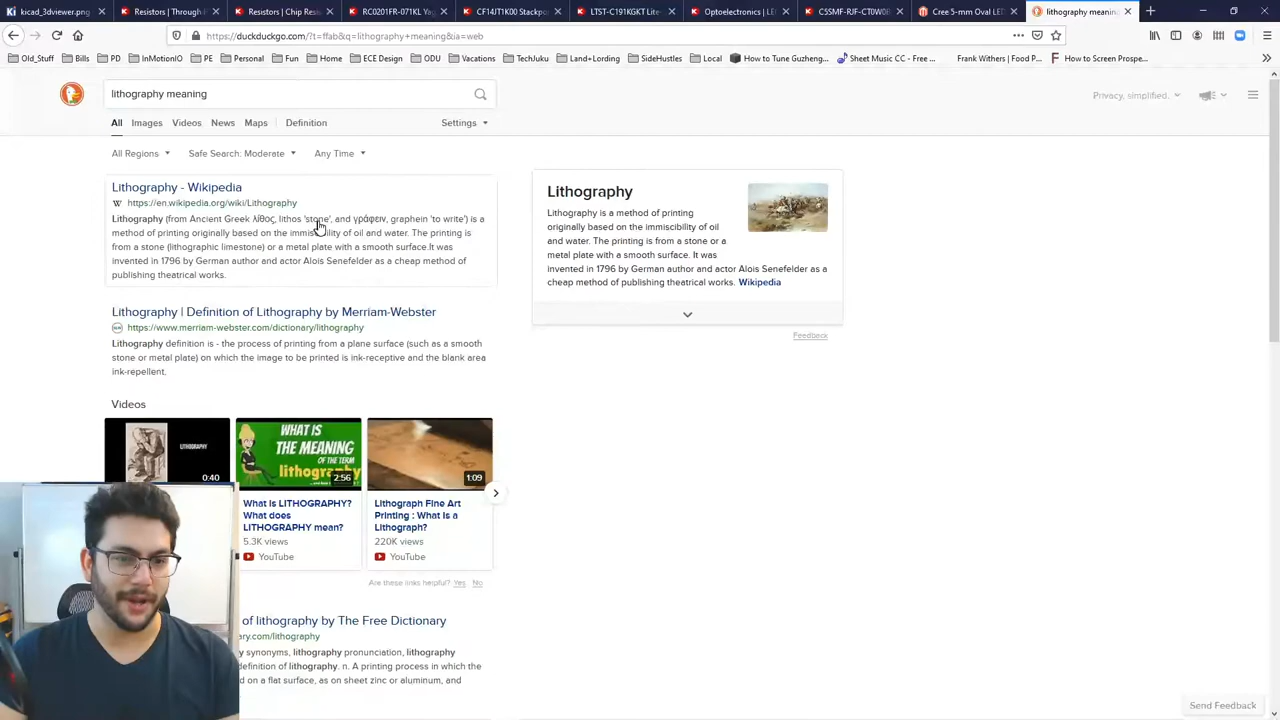 kicad_3dviewer.png
Resistors | Through
Resistors | Chip Resis
RC0201FR-071KL Yag
CF14JT1K00 Stackpo
LTST-C191KGKT Lite
Optoelectronics | LE
C5SMF-RJF-CT0W0
Cree 5-mm Oval LED
lithography meaning
https://duckduckgo.com/?t=ffab&q=lithography+meaning&ia=web
Old_Stuff
Bills
PD
InMotionIO
PE
Personal
Fun
Home
ECE Design
ODU
Vacations
TechJuku
Land+Lording
SideHustles
Local
How to Tune Guzheng...
Sheet Music CC - Free ...
Frank Withers | Food P...
How to Screen Prospe...
lithography meaning
Privacy, simplified.
All Images Videos News Maps Definition Settings
All Regions Safe Search: Moderate Any Time
Lithography - Wikipedia
W https://en.wikipedia.org/wiki/Lithography
Lithography (from Ancient Greek λίθος, lithos 'stone', and γράφειν, graphein 'to write') is a
method of printing originally based on the immiscibility of oil and water. The printing is
from a stone (lithographic limestone) or a metal plate with a smooth surface.It was
invented in 1796 by German author and actor Alois Senefelder as a cheap method of
publishing theatrical works.
Lithography | Definition of Lithography by Merriam-Webster
https://www.merriam-webster.com/dictionary/lithography
Lithography definition is - the process of printing from a plane surface (such as a smooth
stone or metal plate) on which the image to be printed is ink-receptive and the blank area
ink-repellent.
Videos
LITHOGRAPHY
0:40
WHAT IS
THE MEANING
OF THE TERM
lithography
2:56
1:09
What is LITHOGRAPHY?
What does
LITHOGRAPHY mean?
5.3K views
YouTube
Lithograph Fine Art
Printing : What Is a
Lithograph?
220K views
YouTube
Are these links helpful? Yes No
of lithography by The Free Dictionary
ary.com/lithography
y synonyms, lithography pronunciation, lithography
definition of lithography. n. A printing process in which the
d on a flat surface, as on sheet zinc or aluminum, and
Lithography
Lithography is a method of printing
originally based on the immiscibility of oil
and water. The printing is from a stone or a
metal plate with a smooth surface. It was
invented in 1796 by German author and actor Alois Senefelder as a
cheap method of publishing theatrical works. Wikipedia
Feedback
Send Feedback